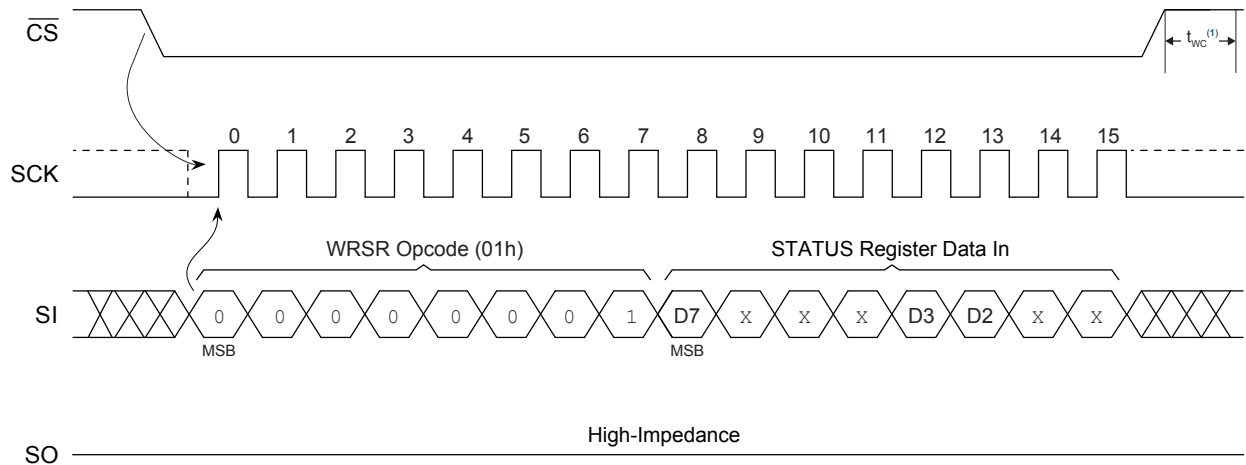 CS
tWC(1)
0 1 2 3 4 5 6 7 8 9 10 11 12 13 14 15
SCK
WRSR Opcode (01h) STATUS Register Data In
SI 0 0 0 0 0 0 0 1 D7 X X X D3 D2 X X
MSB MSB
High-Impedance
SO